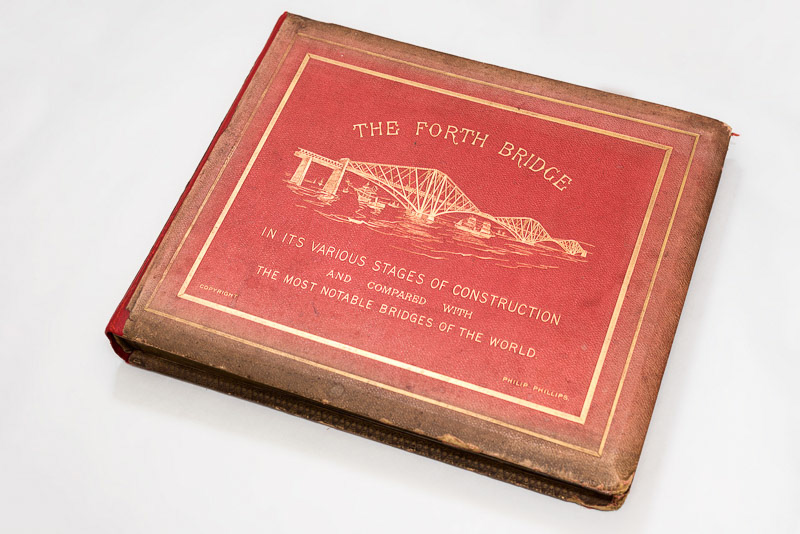 THE FORTH BRIDGE
IN ITS VARIOUS STAGES OF CONSTRUCTION
AND COMPARED WITH
THE MOST NOTABLE BRIDGES OF THE WORLD
COPYRIGHT
PHILIP PHILLIPS.